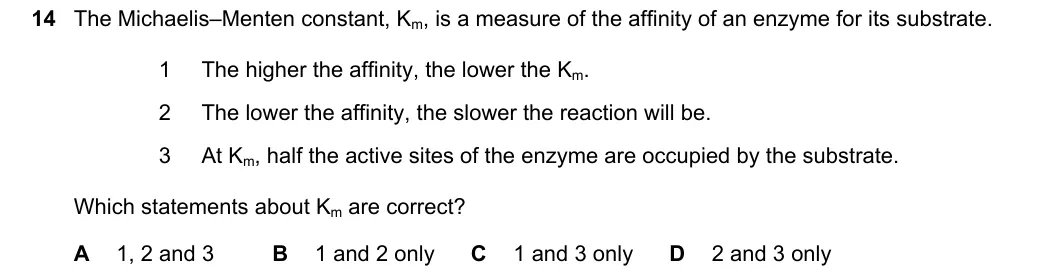 14 The Michaelis–Menten constant, Km, is a measure of the affinity of an enzyme for its substrate.
1 The higher the affinity, the lower the Km.
2 The lower the affinity, the slower the reaction will be.
3 At Km, half the active sites of the enzyme are occupied by the substrate.
Which statements about Km are correct?
A 1, 2 and 3 B 1 and 2 only C 1 and 3 only D 2 and 3 only